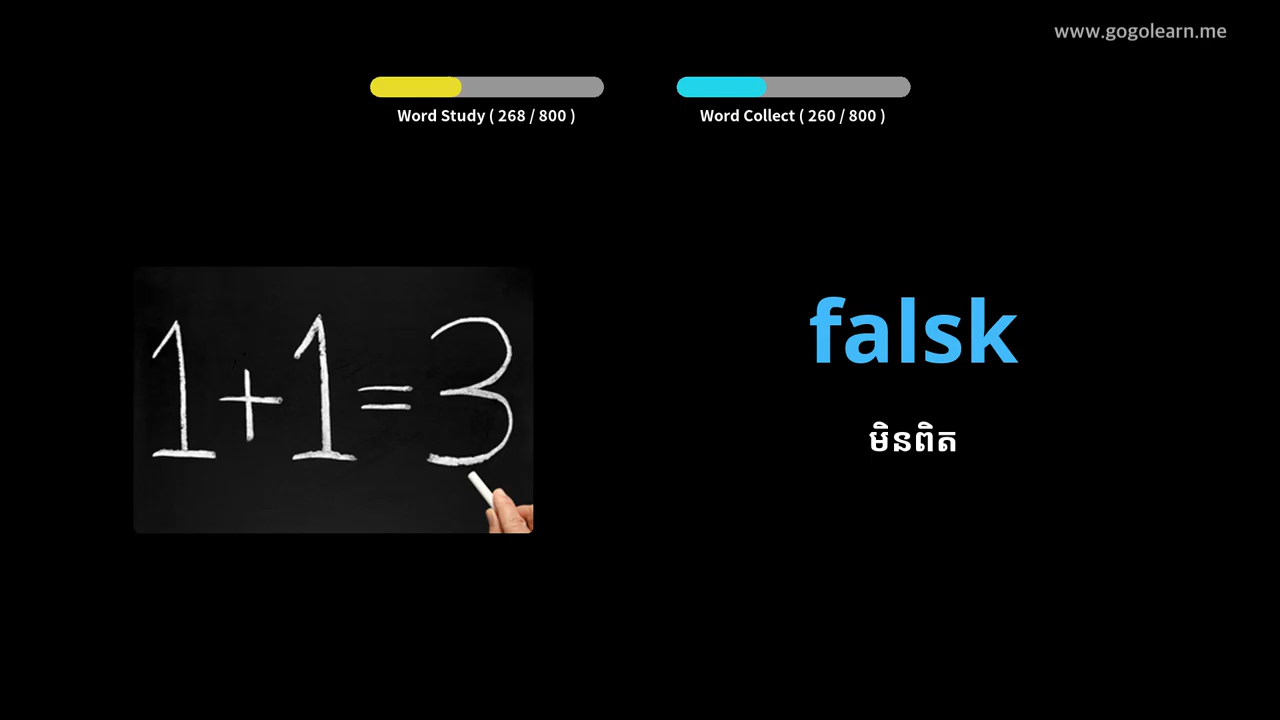 www.gogolearn.me
Word Study ( 268 / 800 )
Word Collect ( 260 / 800 )
1+1=3
falsk
មិនពិត